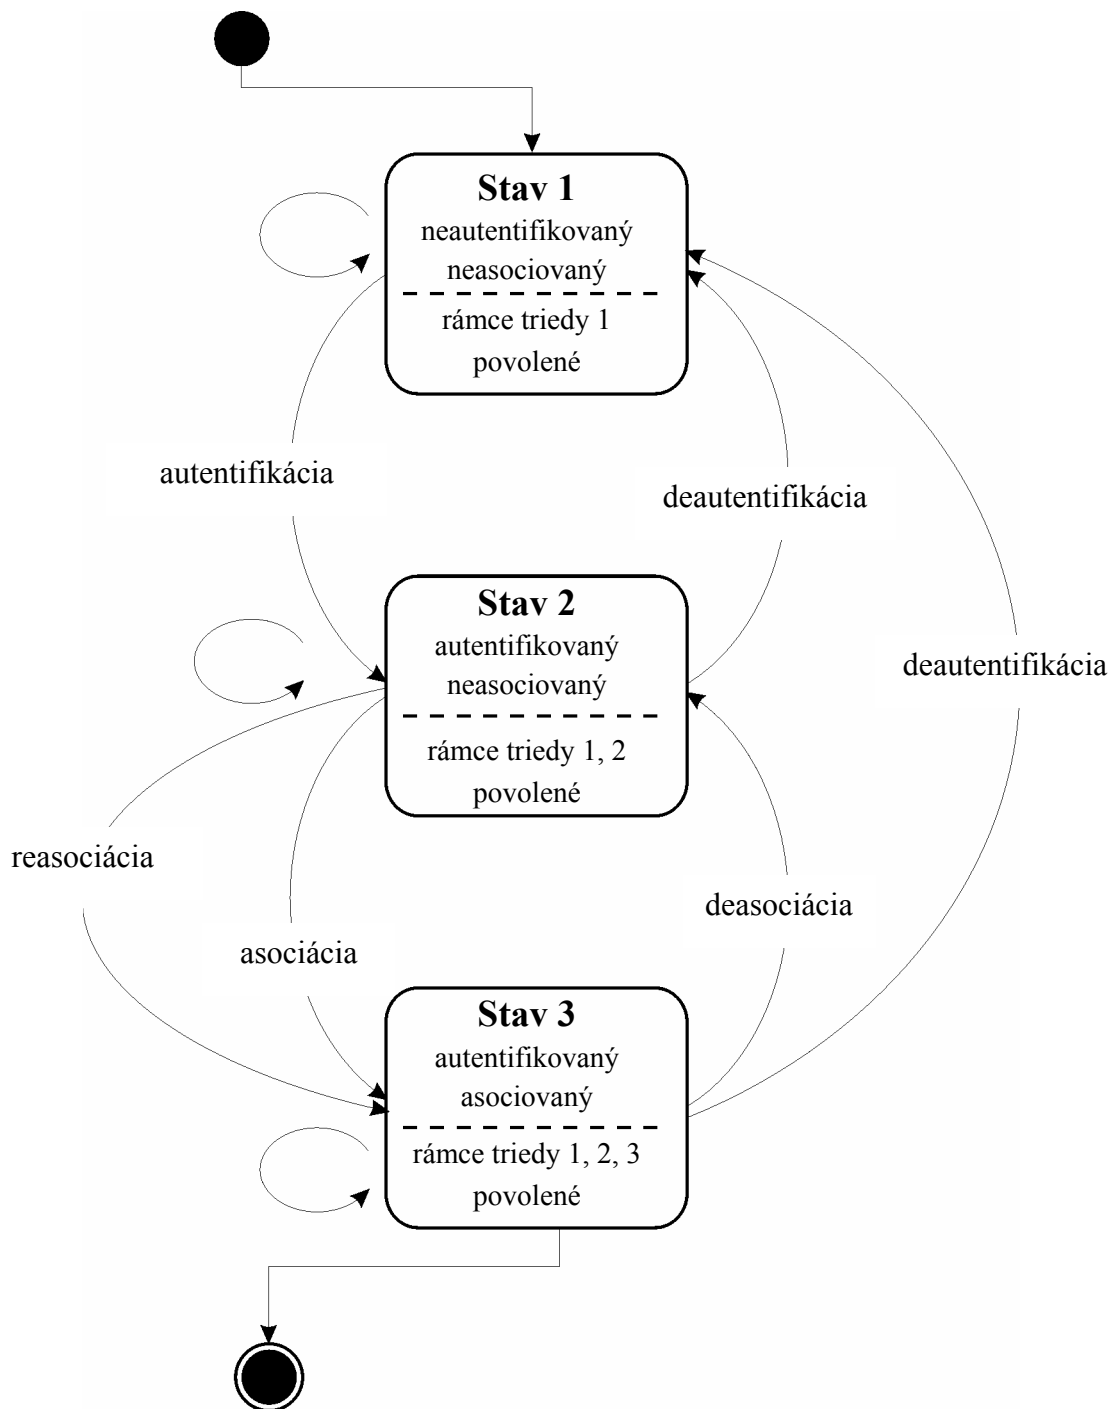 Stav 1
neautentifikovaný
neasociovaný
rámce triedy 1
povolené
autentifikácia
deautentifikácia
Stav 2
autentifikovaný
neasociovaný
rámce triedy 1, 2
povolené
deautentifikácia
reasociácia
asociácia
deasociácia
Stav 3
autentifikovaný
asociovaný
rámce triedy 1, 2, 3
povolené